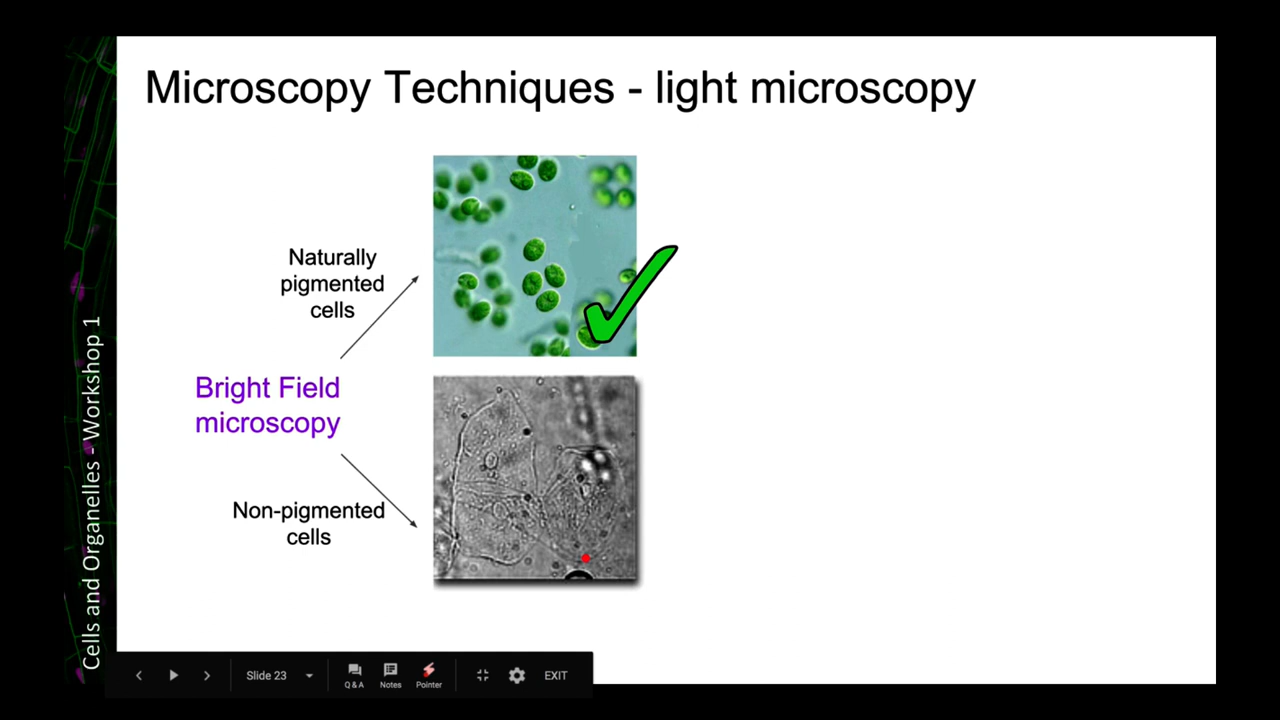 Microscopy Techniques - light microscopy
Naturally
pigmented
cells
Bright Field
microscopy
Non-pigmented
cells
Cells and Organelles - Workshop 1
Slide 23
Q & A
Notes
Pointer
EXIT